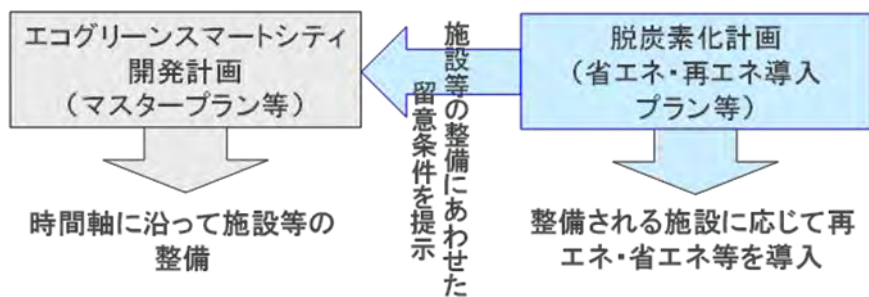 エコグリーンスマートシティ
開発計画
（マスタープラン等）
時間軸に沿って施設等の
整備
施設等の整備にあわせた
留意条件を提示
脱炭素化計画
（省エネ・再エネ導入
プラン等）
整備される施設に応じて再
エネ・省エネ等を導入